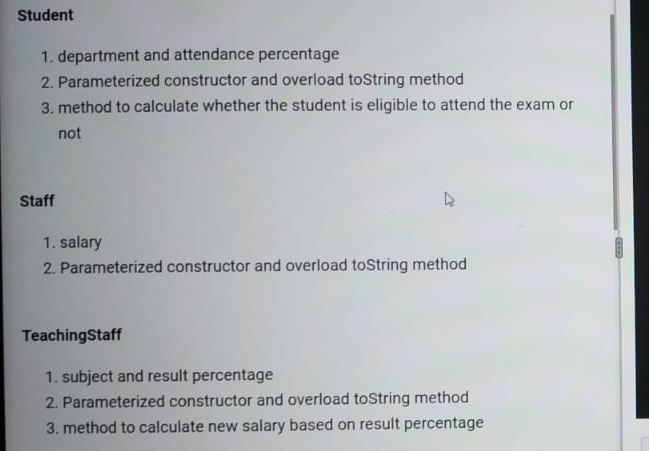 Student
1. department and attendance percentage
2. Parameterized constructor and overload toString method
3. method to calculate whether the student is eligible to attend the exam or
not
Staff
1. salary
2. Parameterized constructor and overload toString method
TeachingStaff
1. subject and result percentage
2. Parameterized constructor and overload toString method
3. method to calculate new salary based on result percentage